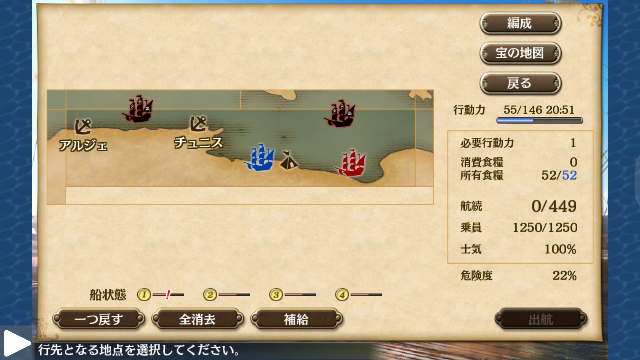 編成
宝の地図
戻る
行動力 55/146 20:51
アルジェ
チュニス
必要行動力 1
消費食糧 0
所有食糧 52/52
航続 0/449
乗員 1250/1250
士気 100%
危険度 22%
船状態 1 2 3 4
一つ戻す 全消去 補給 出航
行先となる地点を選択してください。